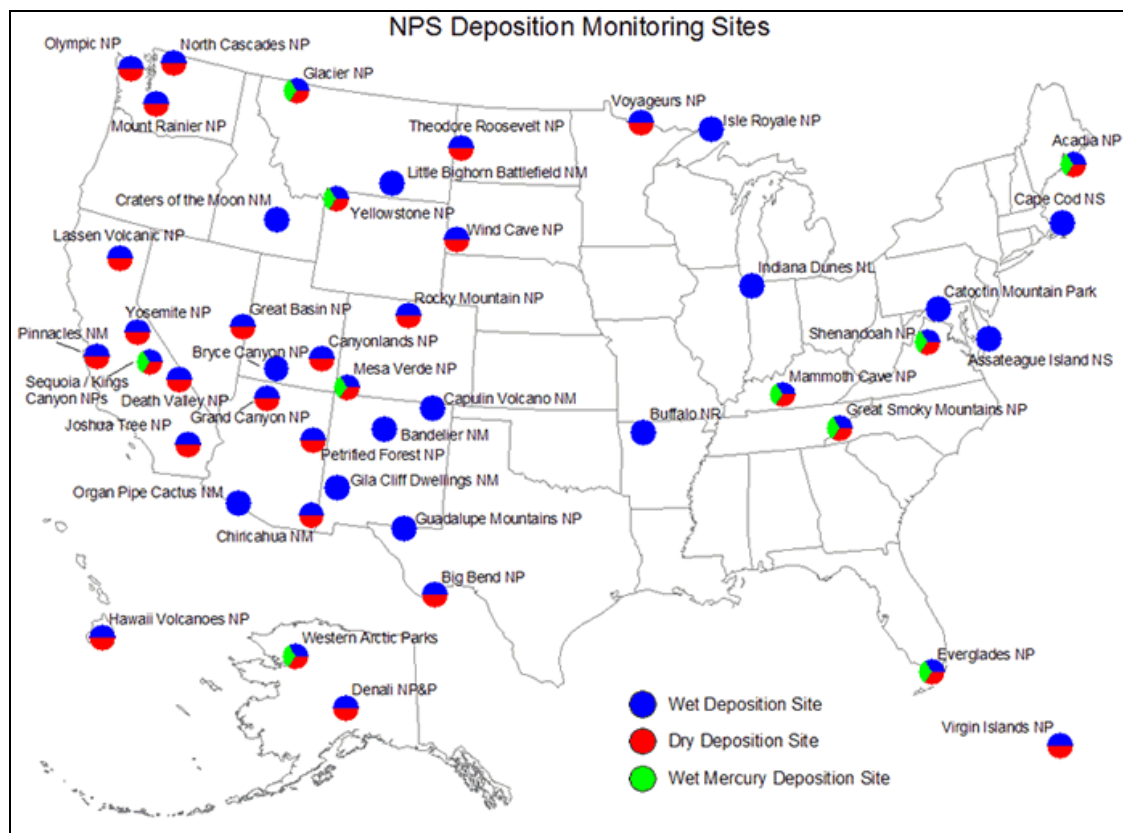 NPS Deposition Monitoring Sites
Olympic NP
North Cascades NP
Glacier NP
Mount Rainier NP
Voyageurs NP
Isle Royale NP
Theodore Roosevelt NP
Acadia NP
Little Bighorn Battlefield NM
Craters of the Moon NM
Yellowstone NP
Cape Cod NS
Lassen Volcanic NP
Wind Cave NP
Indiana Dunes NL
Catoctin Mountain Park
Rocky Mountain NP
Yosemite NP
Great Basin NP
Pinnacles NM
Canyonlands NP
Shenandoah NP
Bryce Canyon NP
Assateague Island NS
Mesa Verde NP
Mammoth Cave NP
Sequoia / Kings
Canyon NPs
Death Valley NP
Capulin Volcano NM
Grand Canyon NP
Buffalo NR
Great Smoky Mountains NP
Joshua Tree NP
Bandelier NM
Petrified Forest NP
Gila Cliff Dwellings NM
Organ Pipe Cactus NM
Guadalupe Mountains NP
Chiricahua NM
Big Bend NP
Hawaii Volcanoes NP
Western Arctic Parks
Everglades NP
Denali NP&P
Wet Deposition Site
Virgin Islands NP
Dry Deposition Site
Wet Mercury Deposition Site